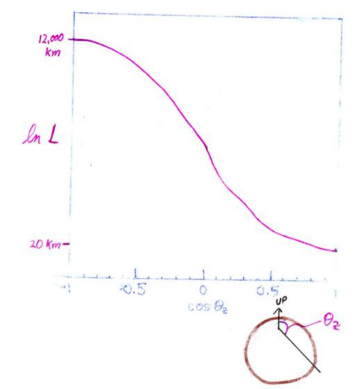 12,000
km
ln L
20 km
-1 -0.5 0 0.5 1
cos θz
UP
θz